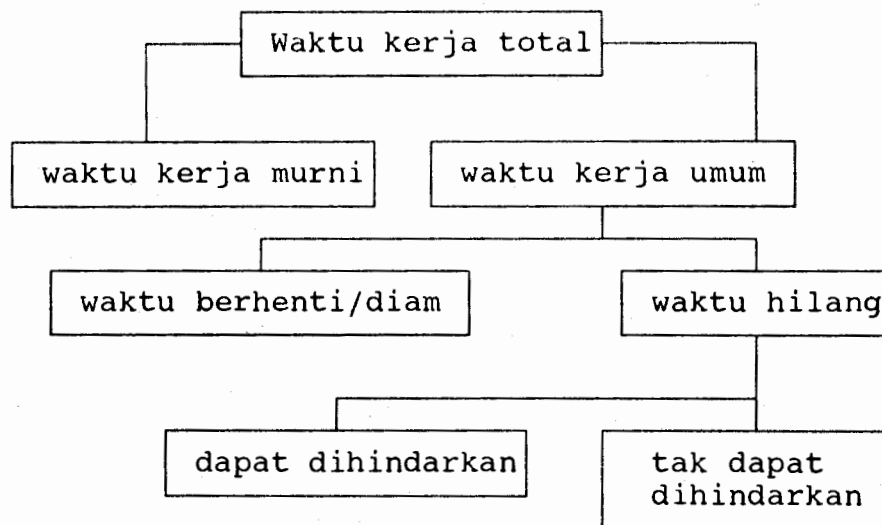 Waktu kerja total
waktu kerja murni
waktu kerja umum
waktu berhenti/diam
waktu hilang
dapat dihindarkan
tak dapat
dihindarkan